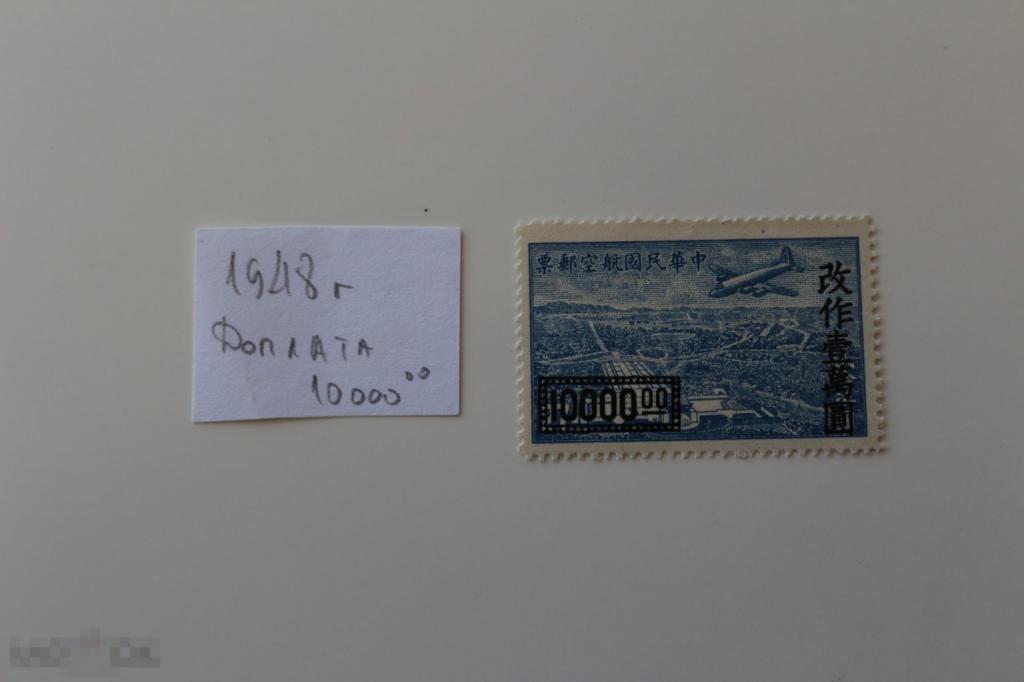 1948 г
Доплата
10000⁰⁰
票郵空航國民華中
改作壹萬圓
10000 00